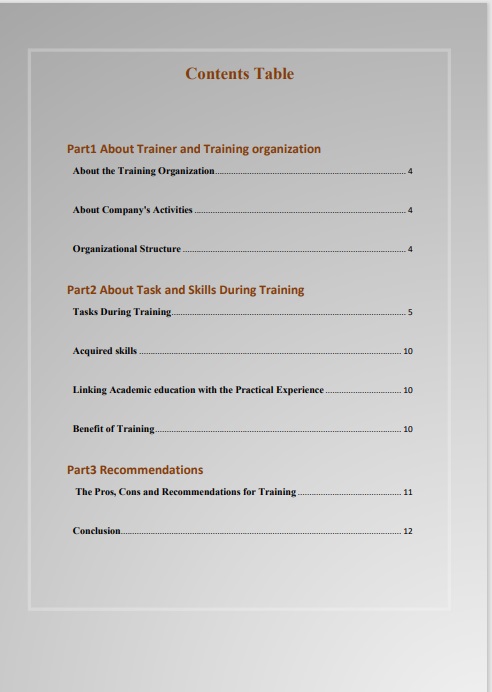 Contents Table
Part1 About Trainer and Training organization
About the Training Organization........................................................................ 4
About Company's Activities ................................................................................ 4
Organizational Structure ..................................................................................... 4
Part2 About Task and Skills During Training
Tasks During Training......................................................................................... 5
Acquired skills .................................................................................................... 10
Linking Academic education with the Practical Experience ............................. 10
Benefit of Training.............................................................................................. 10
Part3 Recommendations
The Pros, Cons and Recommendations for Training ........................................ 11
Conclusion.......................................................................................................... 12